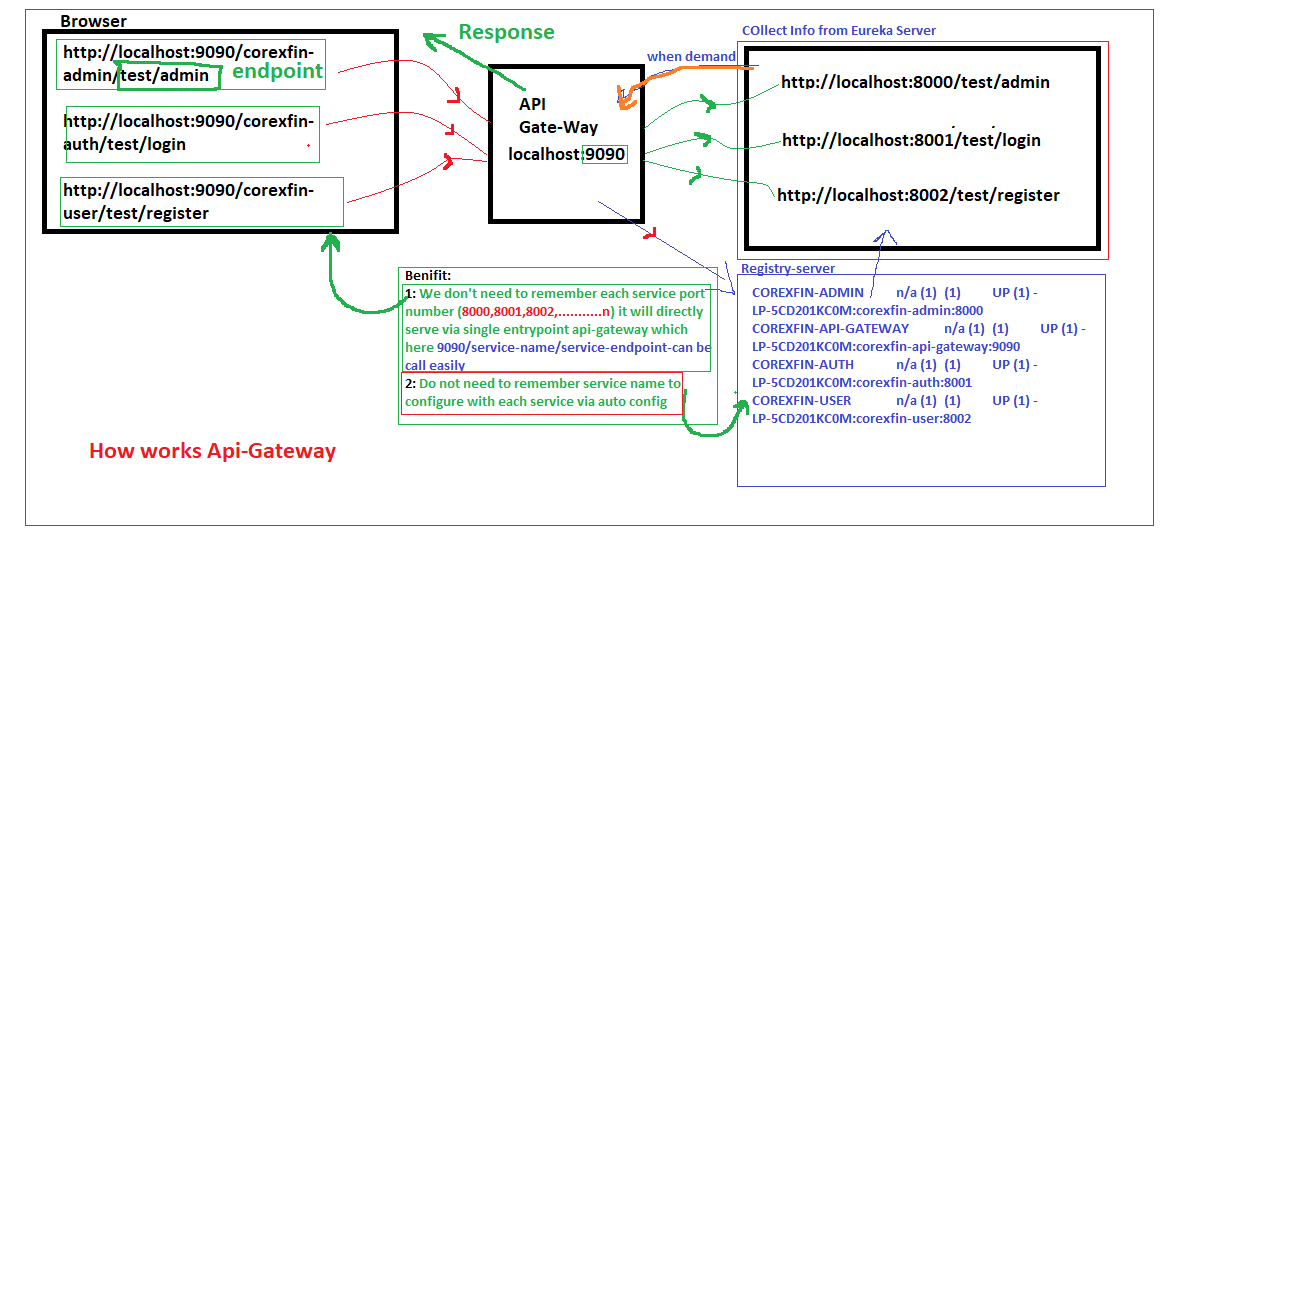 Browser
http://localhost:9090/corexfin-
admin/test/admin endpoint
http://localhost:9090/corexfin-
auth/test/login
http://localhost:9090/corexfin-
user/test/register
Response
API
Gate-Way
localhost:9090
when demand
COllect Info from Eureka Server
http://localhost:8000/test/admin
http://localhost:8001/test/login
http://localhost:8002/test/register
Benifit:
1: We don't need to remember each service port
number (8000,8001,8002,...........n) it will directly
serve via single entrypoint api-gateway which
here 9090/service-name/service-endpoint-can be
call easily
2: Do not need to remember service name to
configure with each service via auto config
Registry-server
COREXFIN-ADMIN n/a (1) (1) UP (1) -
LP-5CD201KC0M:corexfin-admin:8000
COREXFIN-API-GATEWAY n/a (1) (1) UP (1) -
LP-5CD201KC0M:corexfin-api-gateway:9090
COREXFIN-AUTH n/a (1) (1) UP (1) -
LP-5CD201KC0M:corexfin-auth:8001
COREXFIN-USER n/a (1) (1) UP (1) -
LP-5CD201KC0M:corexfin-user:8002
How works Api-Gateway